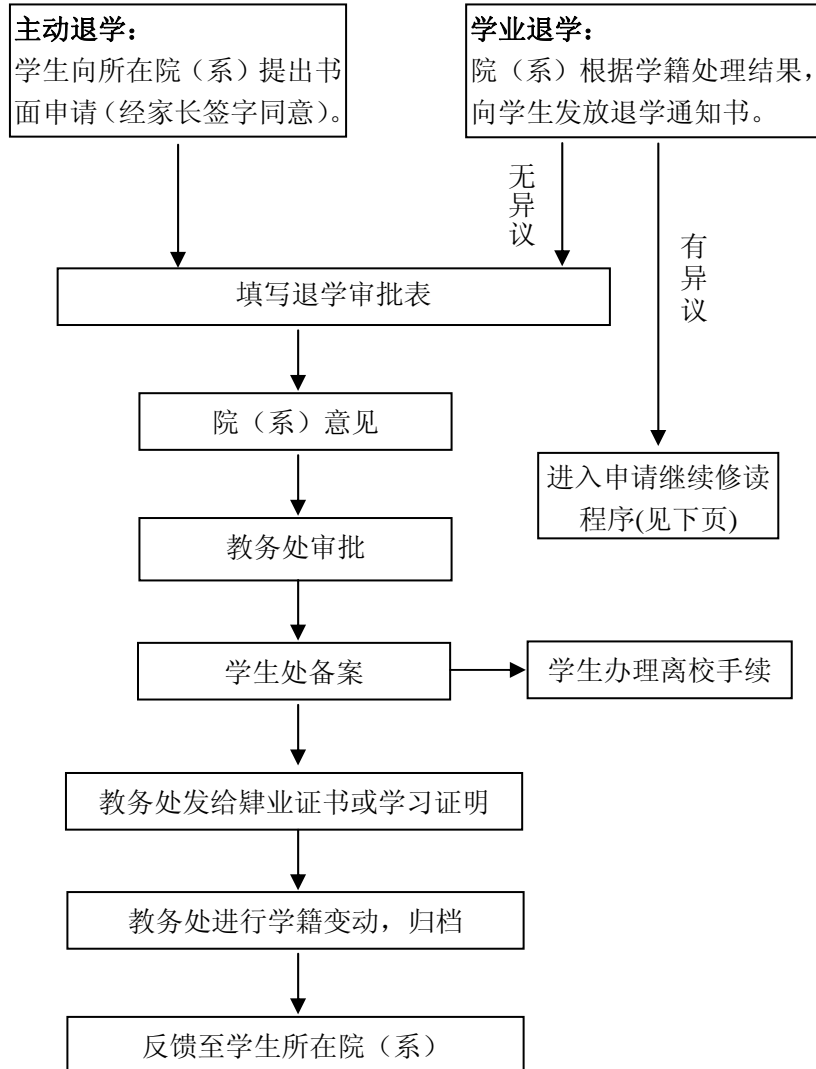 主动退学：
学生向所在院（系）提出书
面申请（经家长签字同意）。
学业退学：
院（系）根据学籍处理结果，
向学生发放退学通知书。
无异议
有异议
填写退学审批表
院（系）意见
进入申请继续修读
程序(见下页)
教务处审批
学生处备案
学生办理离校手续
教务处发给肄业证书或学习证明
教务处进行学籍变动，归档
反馈至学生所在院（系）